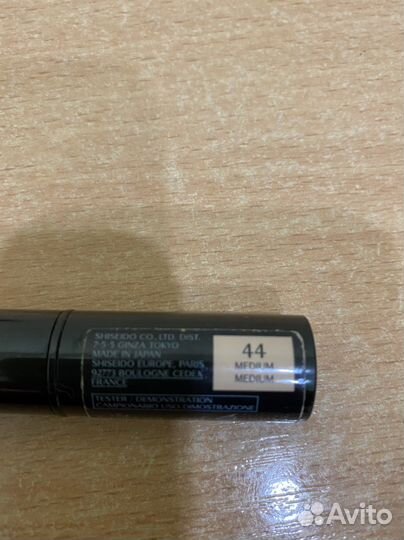 SHISEIDO CO., LTD. DIST.
7-5-5 GINZA TOKYO
MADE IN JAPAN
SHISEIDO EUROPE, PARIS
92773 BOULOGNE CEDEX
FRANCE
TESTER / DEMONSTRATION
CAMPIONARIO USO DIMOSTRAZIONE
44
MEDIUM
MEDIUM
Avito